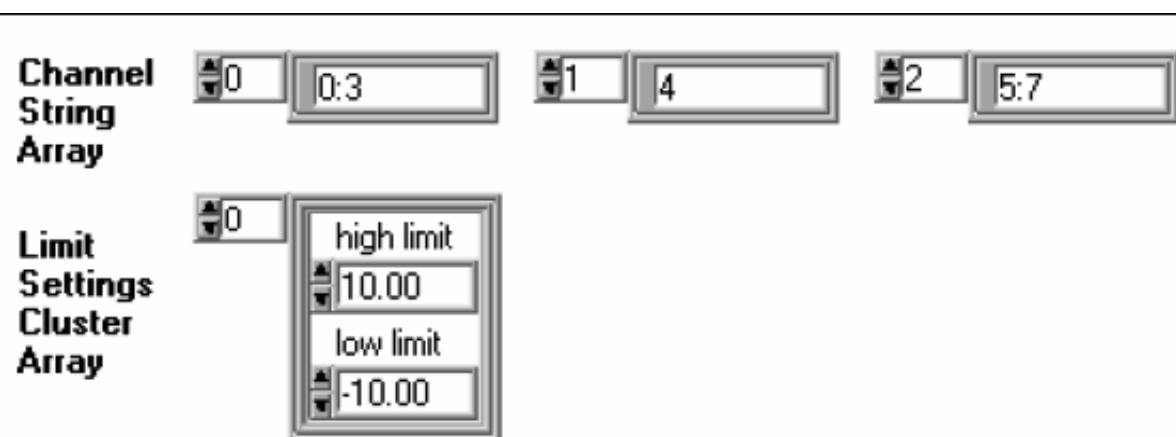 Channel String Array
0
0:3
1
4
2
5:7
Limit Settings Cluster Array
0
high limit
10.00
low limit
-10.00